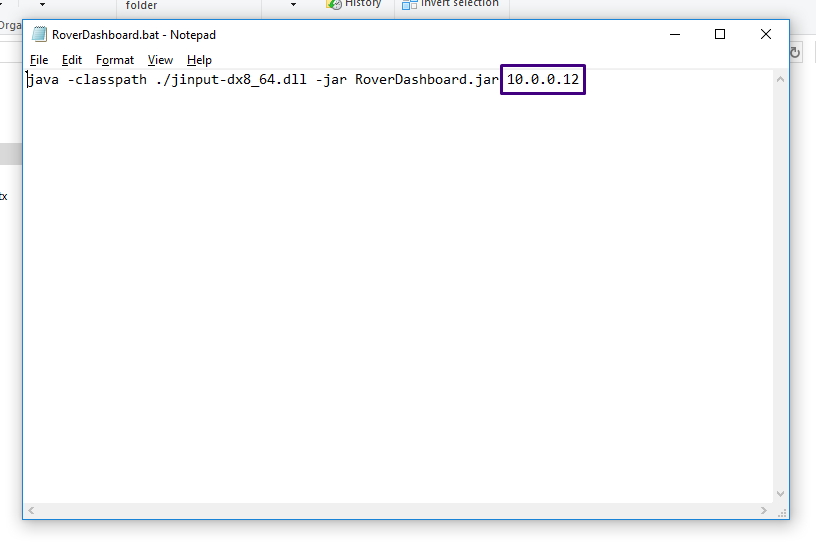 folder
History
Invert selection
Orga
RoverDashboard.bat - Notepad
File Edit Format View Help
java -classpath ./jinput-dx8_64.dll -jar RoverDashboard.jar 10.0.0.12
tx